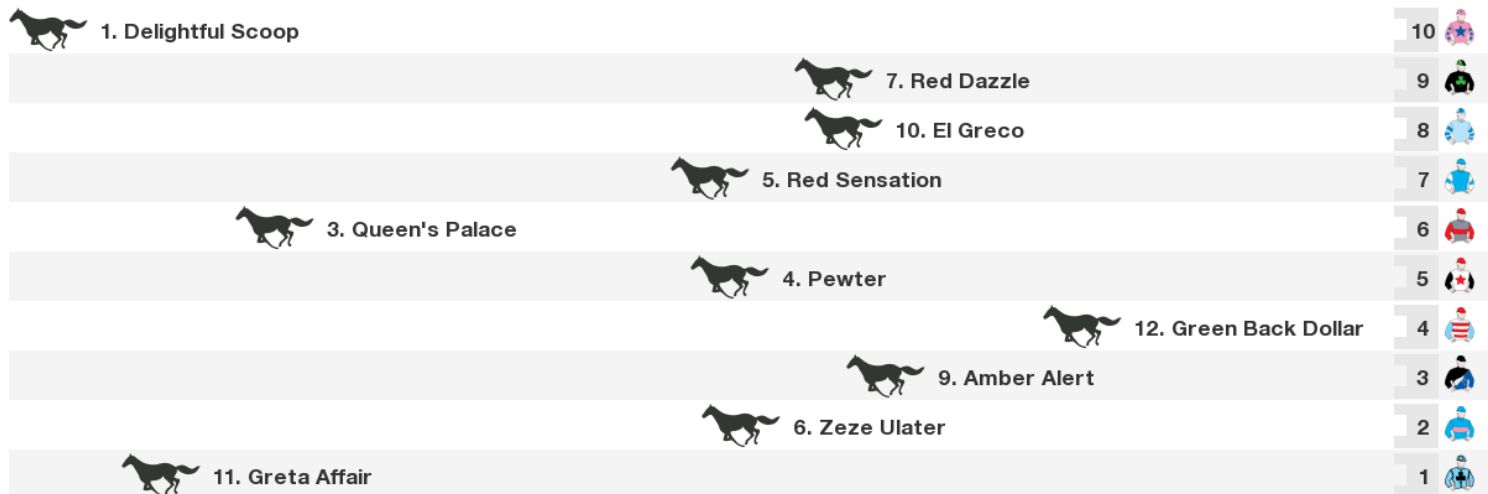 1. Delightful Scoop 10
7. Red Dazzle 9
10. El Greco 8
5. Red Sensation 7
3. Queen's Palace 6
4. Pewter 5
12. Green Back Dollar 4
9. Amber Alert 3
6. Zeze Ulater 2
11. Greta Affair 1